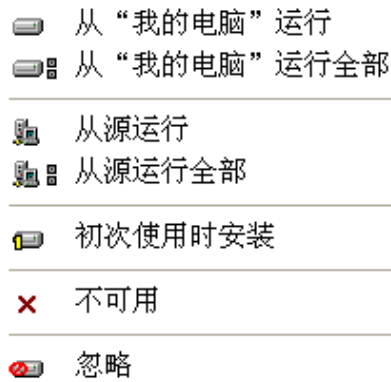 从“我的电脑”运行
从“我的电脑”运行全部
从源运行
从源运行全部
初次使用时安装
不可用
忽略